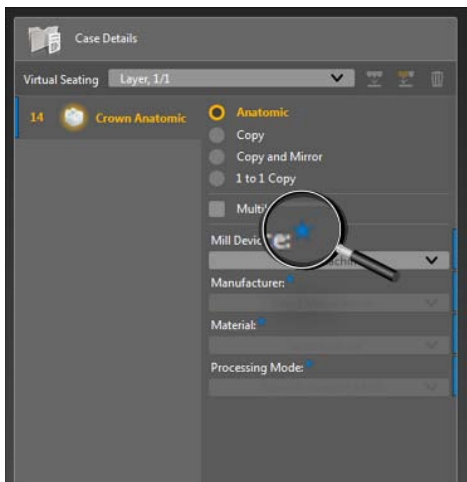 Case Details
Virtual Seating Layer, 1/1
14 Crown Anatomic
Anatomic
Copy
Copy and Mirror
1 to 1 Copy
Mill
Manufacturer:
Material:
Processing Mode: